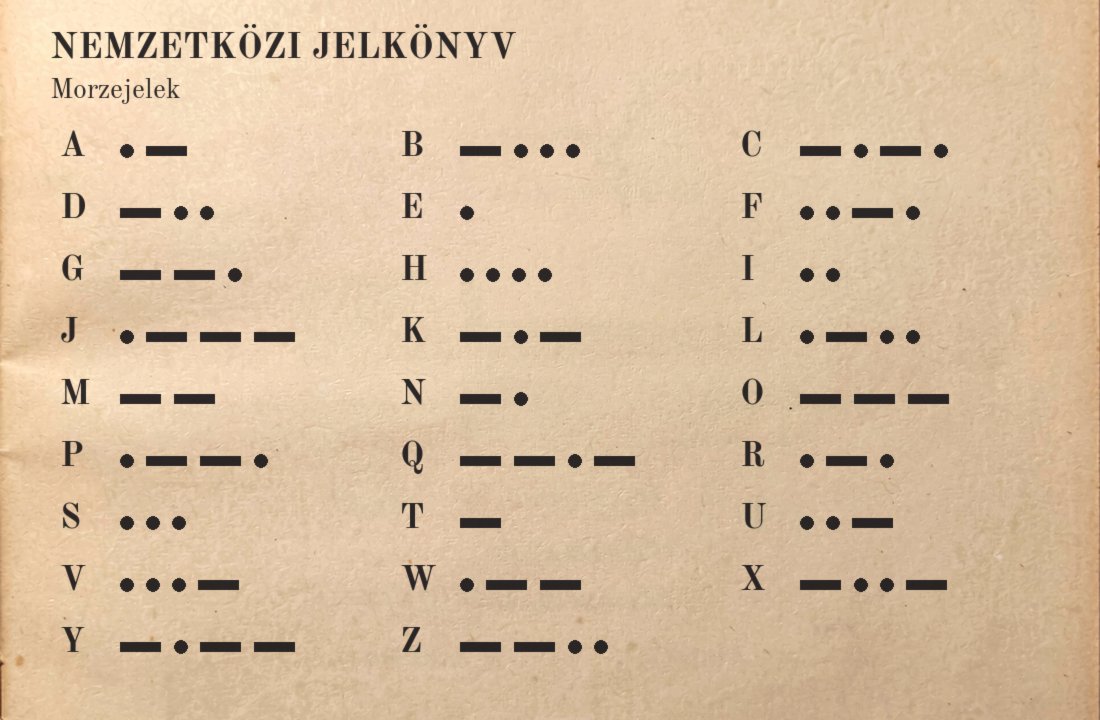 NEMZETKÖZI JELKÖNYV
Morzejelek
A •— B —••• C —•—•
D —•• E • F ••—•
G ——• H •••• I ••
J •——— K —•— L •—••
M —— N —• O ———
P •——• Q ——•— R •—•
S ••• T — U ••—
V •••— W •—— X —••—
Y —•—— Z ——••